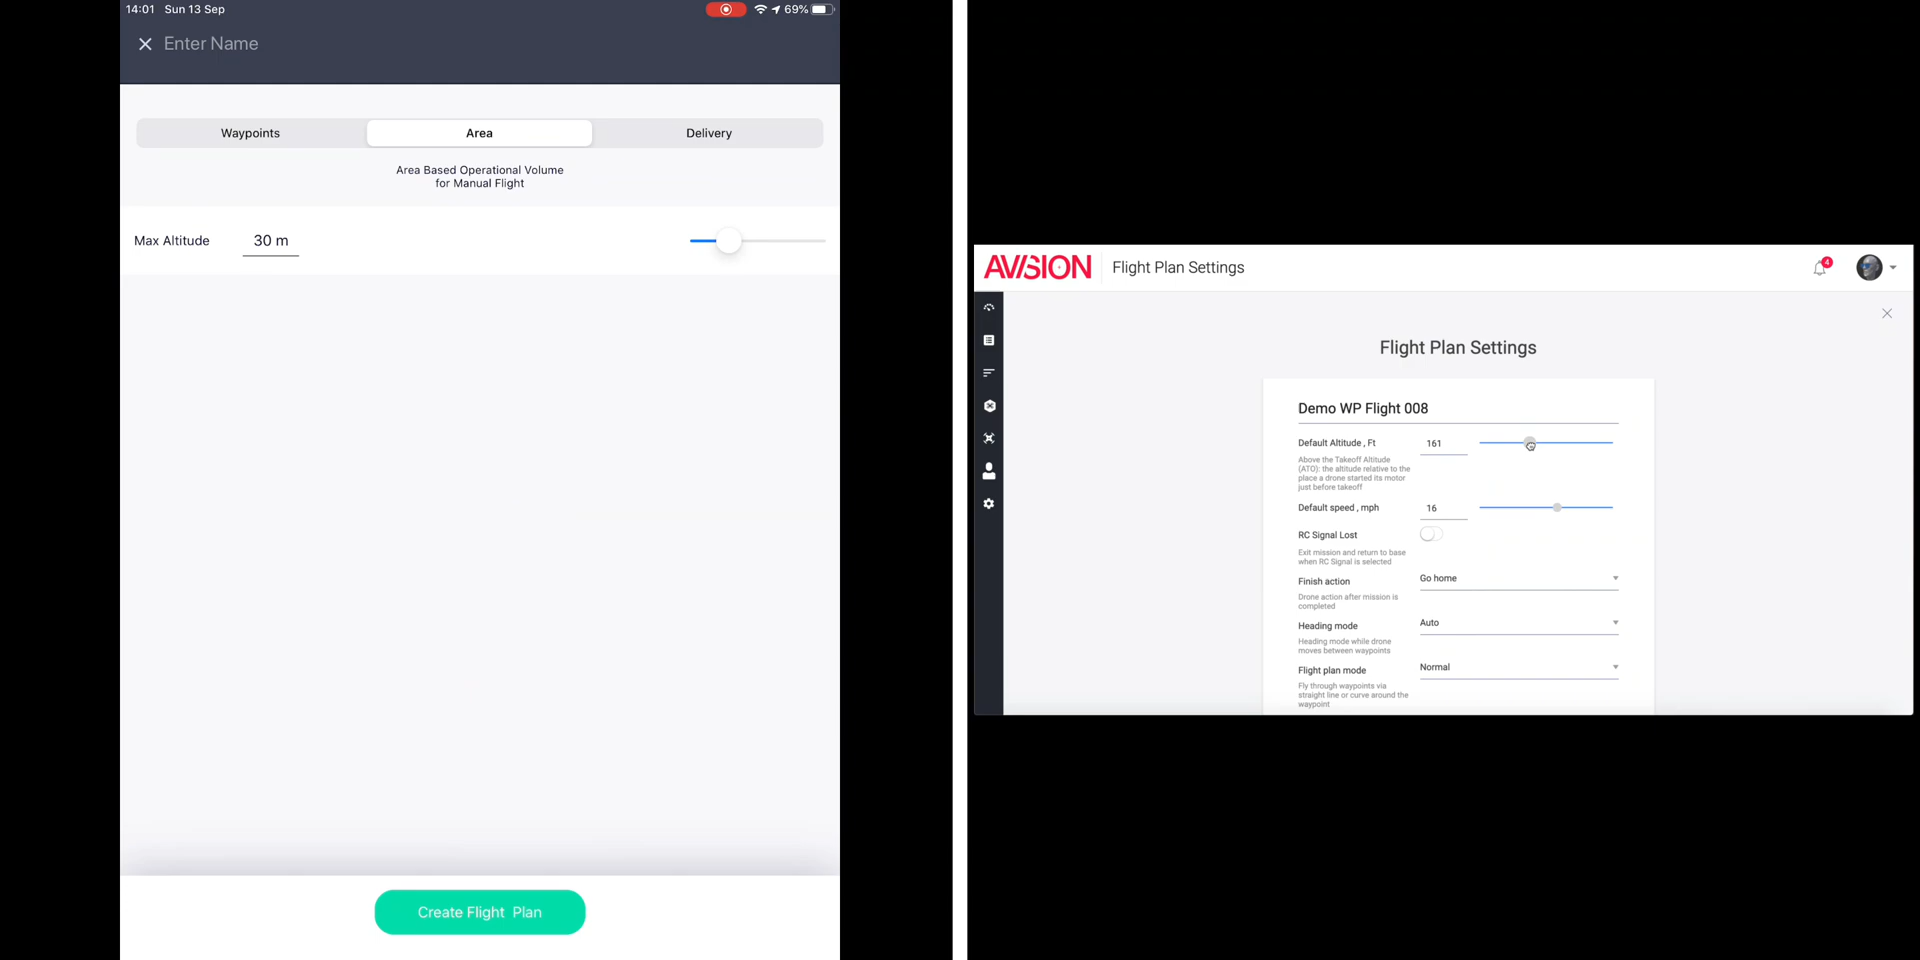 14:01 Sun 13 Sep
69%
Enter Name
Waypoints
Area
Delivery
Area Based Operational Volume
for Manual Flight
Max Altitude
30 m
Create Flight Plan
AVISION
Flight Plan Settings
4
Flight Plan Settings
Demo WP Flight 008
Default Altitude , Ft
161
Above the Takeoff Altitude
(ATO): the altitude relative to the
place a drone started its motor
just before takeoff
Default speed , mph
16
RC Signal Lost
Exit mission and return to base
when RC Signal is selected
Finish action
Go home
Drone action after mission is
completed
Heading mode
Auto
Heading mode while drone
moves between waypoints
Flight plan mode
Normal
Fly through waypoints via
straight line or curve around the
waypoint